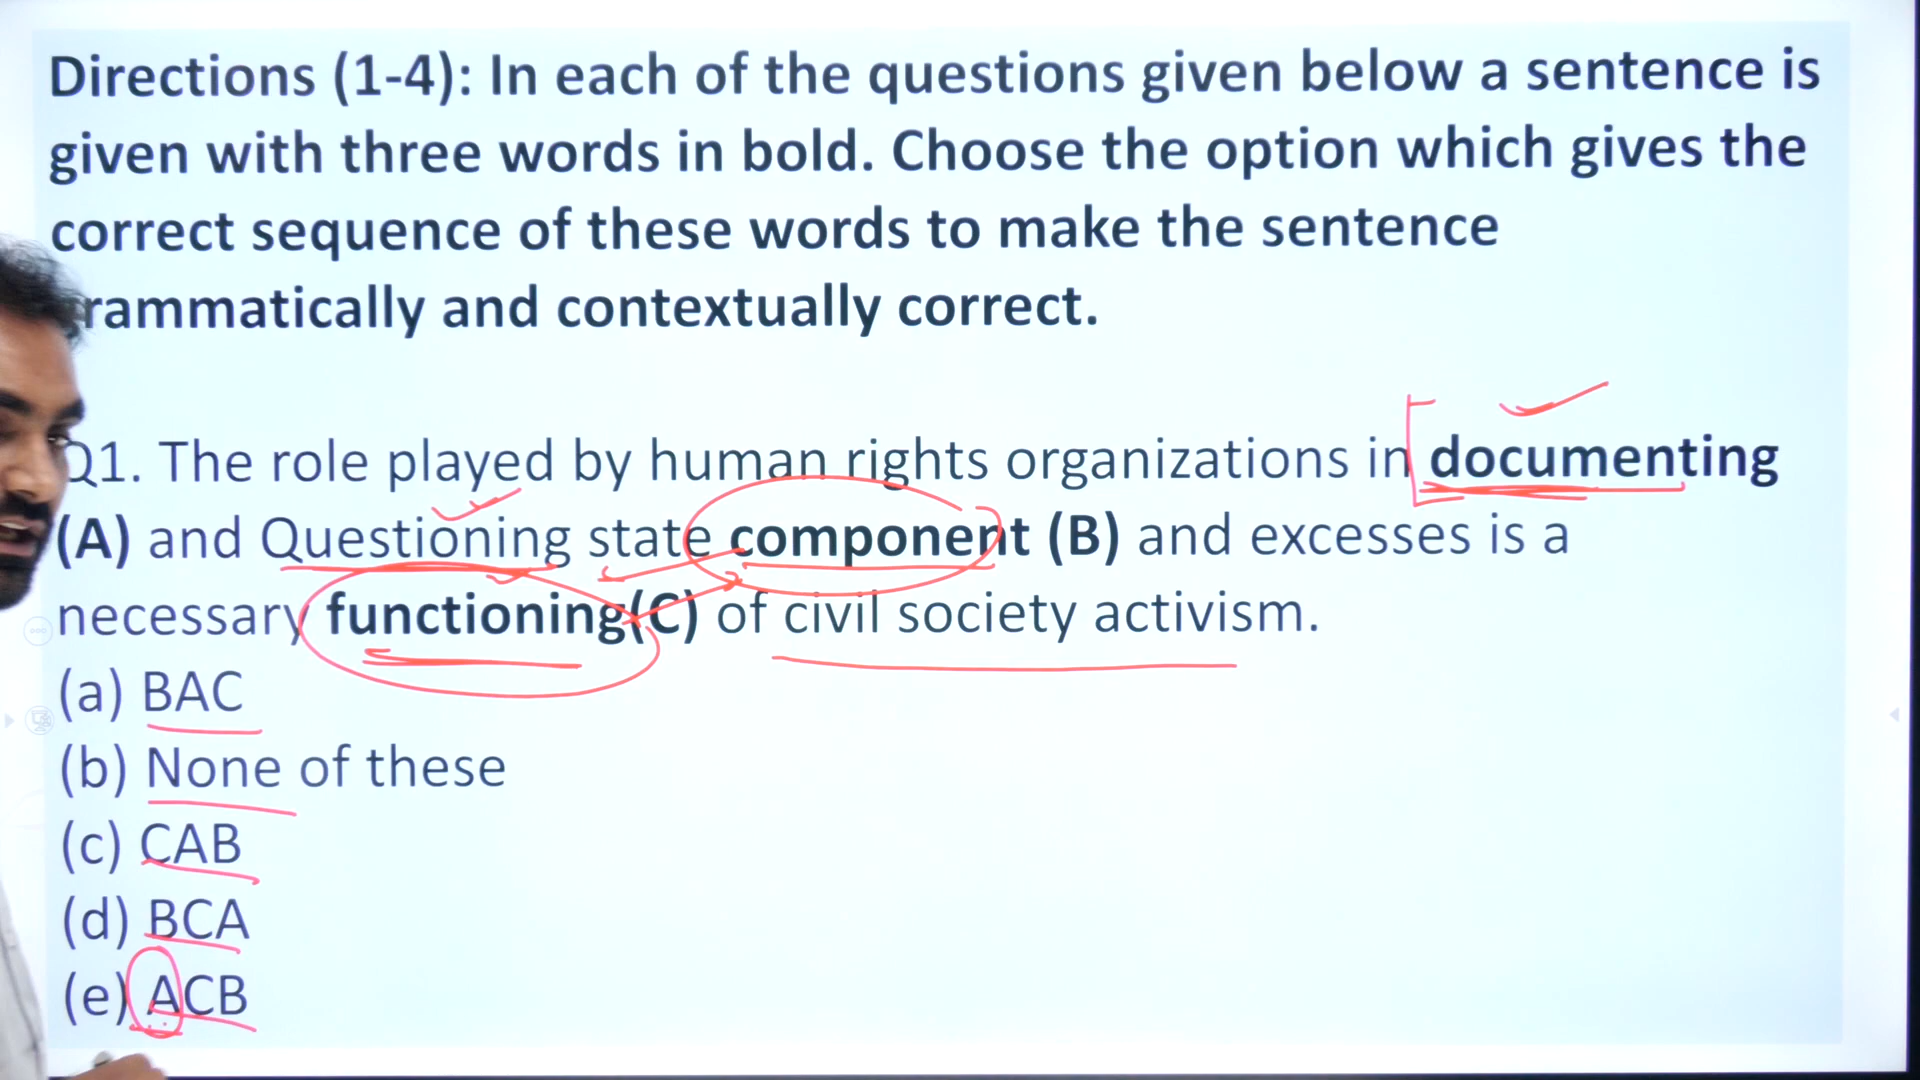 Directions (1-4): In each of the questions given below a sentence is
given with three words in bold. Choose the option which gives the
correct sequence of these words to make the sentence
rammatically and contextually correct.
Q1. The role played by human rights organizations in documenting
(A) and Questioning state component (B) and excesses is a
necessary functioning(C) of civil society activism.
(a) BAC
(b) None of these
(c) CAB
(d) BCA
(e) ACB